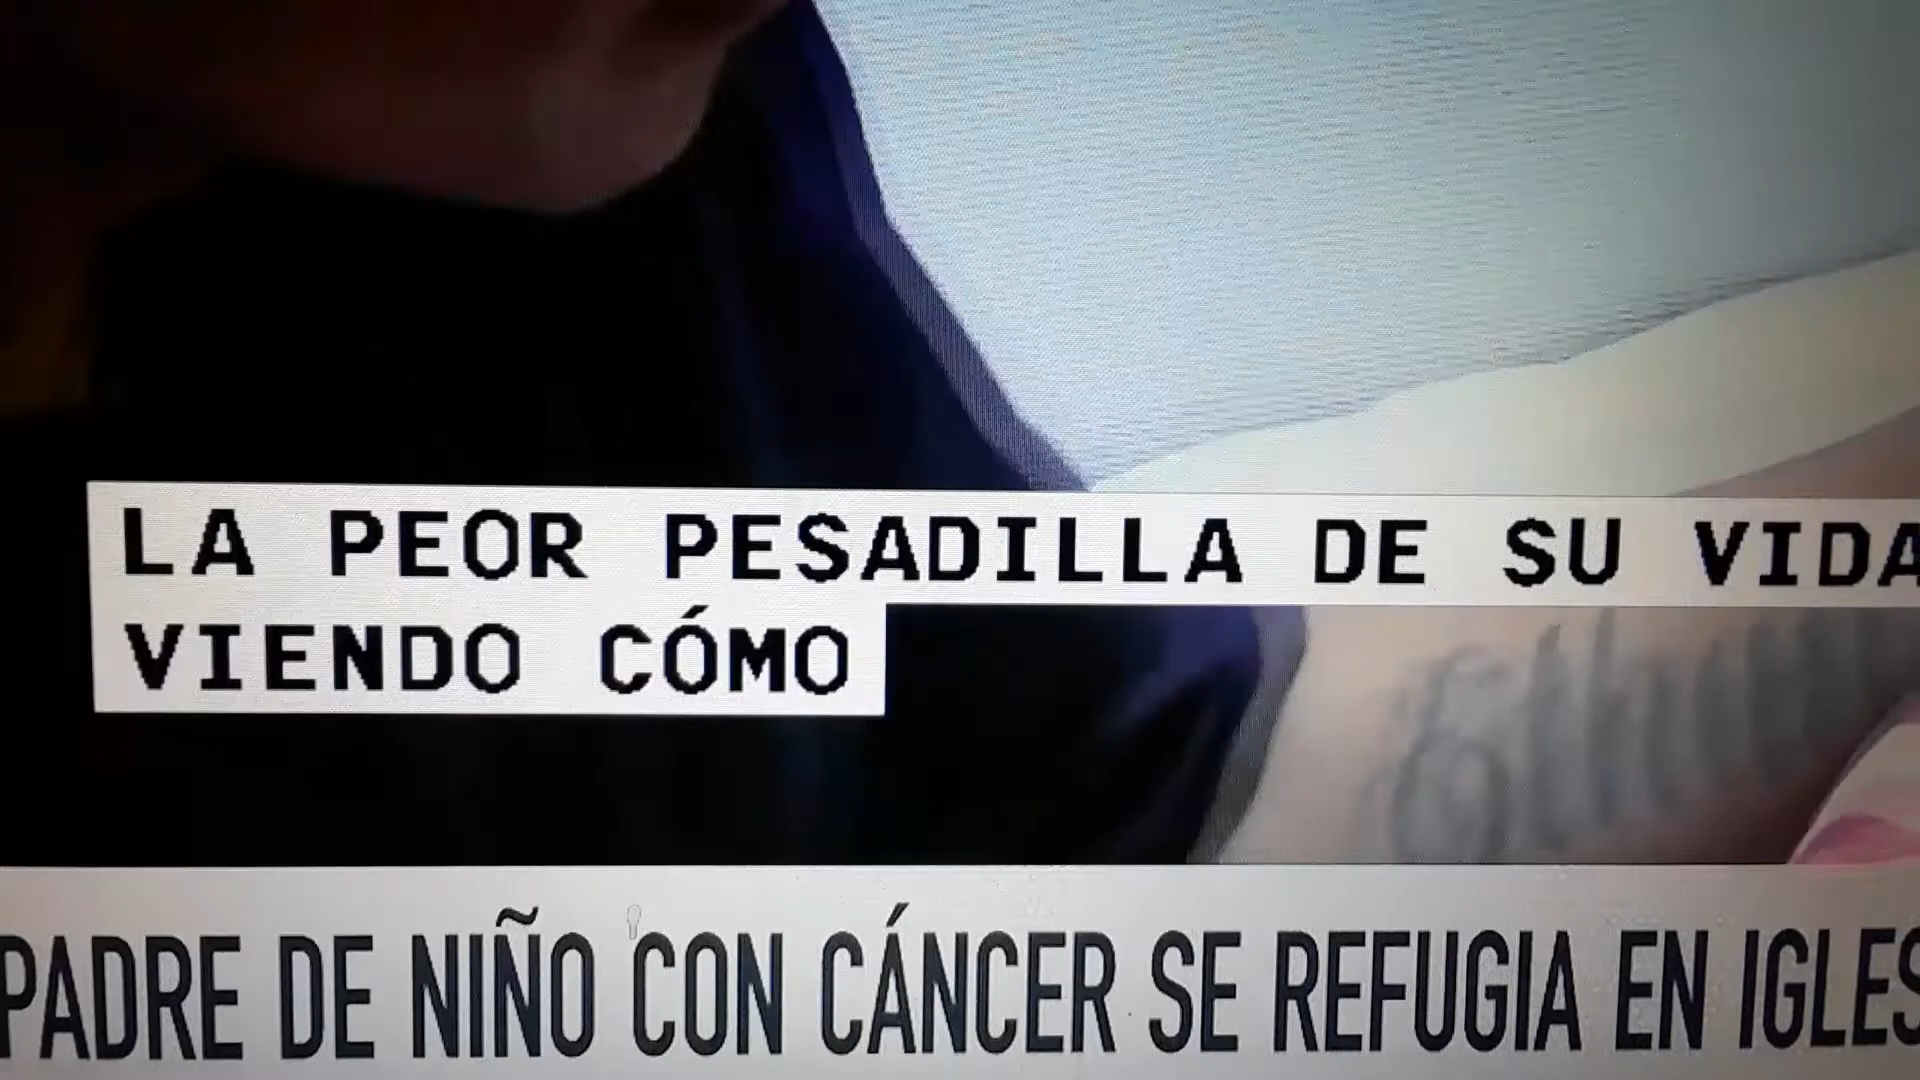 LA PEOR PESADILLA DE SU VIDA
VIENDO CÓMO
PADRE DE NIÑO CON CÁNCER SE REFUGIA EN IGLES